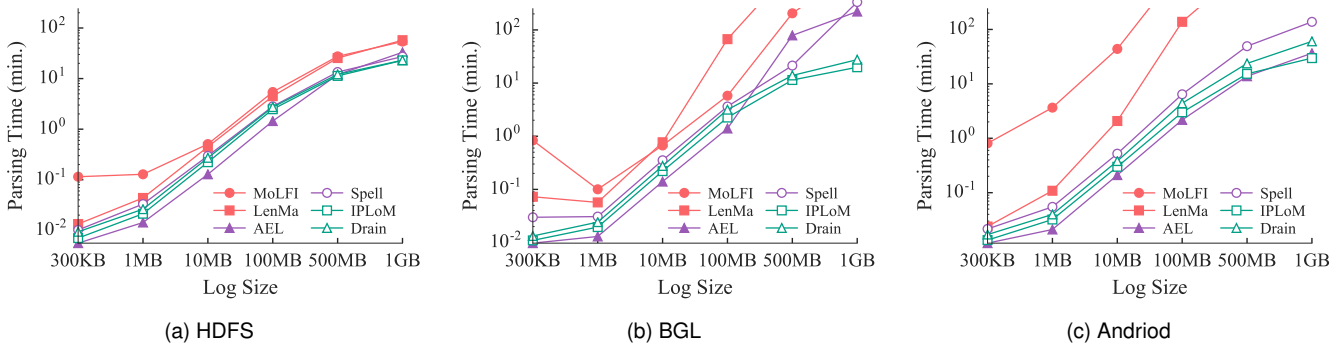 Parsing Time (min.)
10^2
10^1
10^0
10^-1
10^-2
300KB 1MB 10MB 100MB 500MB 1GB
Log Size
MoLFI
LenMa
AEL
Spell
IPLoM
Drain
(a) HDFS
Parsing Time (min.)
10^2
10^1
10^0
10^-1
10^-2
300KB 1MB 10MB 100MB 500MB 1GB
Log Size
MoLFI
LenMa
AEL
Spell
IPLoM
Drain
(b) BGL
Parsing Time (min.)
10^2
10^1
10^0
10^-1
300KB 1MB 10MB 100MB 500MB 1GB
Log Size
MoLFI
LenMa
AEL
Spell
IPLoM
Drain
(c) Andriod